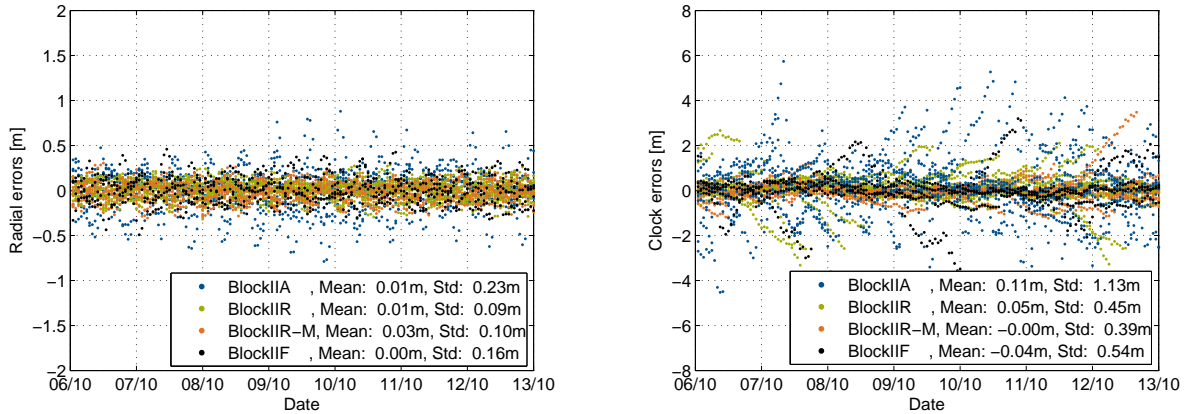 2
1.5
1
0.5
0
−0.5
−1
−1.5
−2
Radial errors [m]
BlockIIA , Mean: 0.01m, Std: 0.23m
BlockIIR , Mean: 0.01m, Std: 0.09m
BlockIIR−M, Mean: 0.03m, Std: 0.10m
BlockIIF , Mean: 0.00m, Std: 0.16m
06/10 07/10 08/10 09/10 10/10 11/10 12/10 13/10
Date
8
6
4
2
0
−2
−4
−6
−8
Clock errors [m]
BlockIIA , Mean: 0.11m, Std: 1.13m
BlockIIR , Mean: 0.05m, Std: 0.45m
BlockIIR−M, Mean: −0.00m, Std: 0.39m
BlockIIF , Mean: −0.04m, Std: 0.54m
06/10 07/10 08/10 09/10 10/10 11/10 12/10 13/10
Date